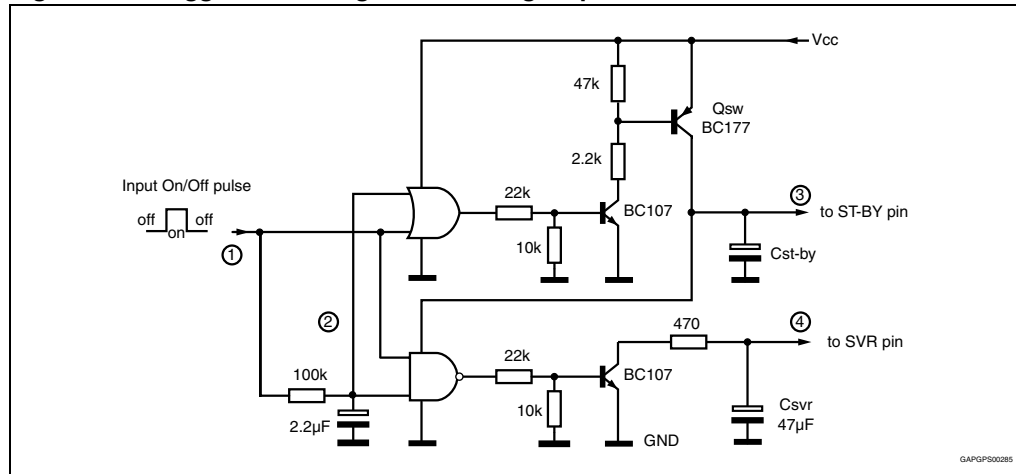 Vcc
47k
Qsw
BC177
2.2k
Input On/Off pulse
off
off
on
22k
BC107
③
to ST-BY pin
①
10k
Cst-by
②
470
④
to SVR pin
22k
100k
BC107
10k
Csvr
47µF
2.2µF
GND
GAPGPS00285